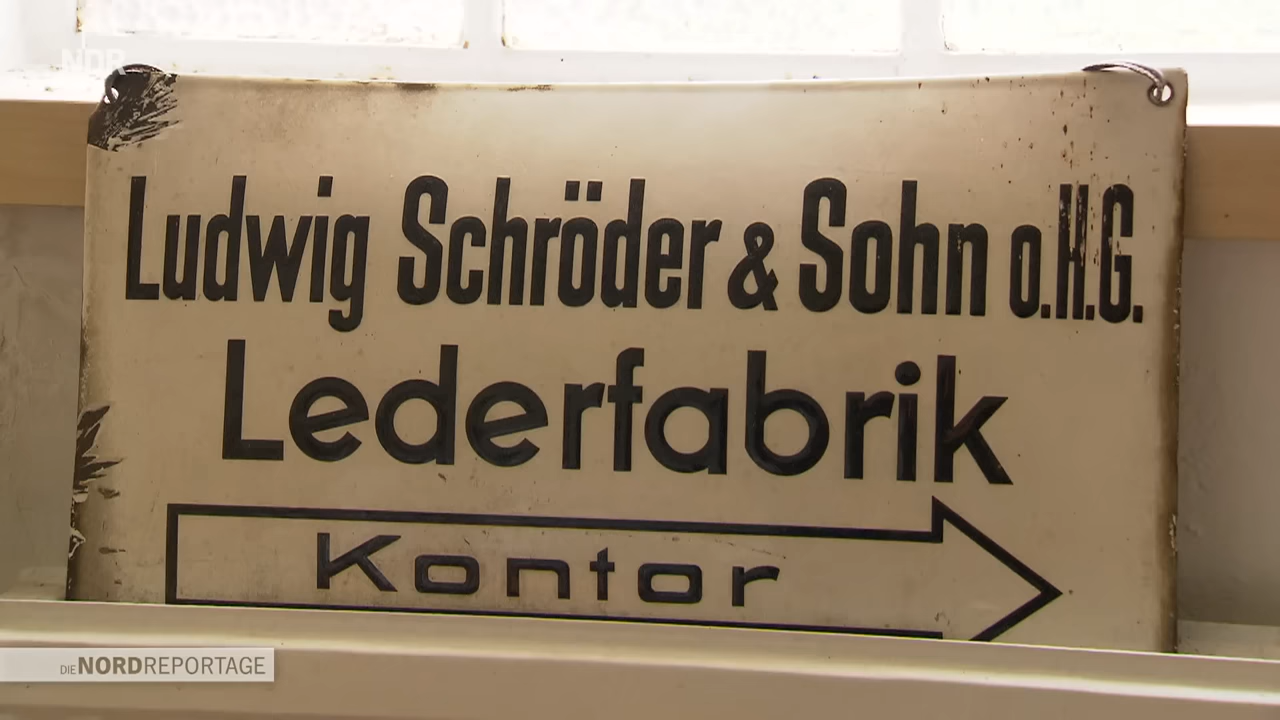 NDR
Ludwig Schröder & Sohn o.H.G.
Lederfabrik
Kontor
DIE NORDREPORTAGE